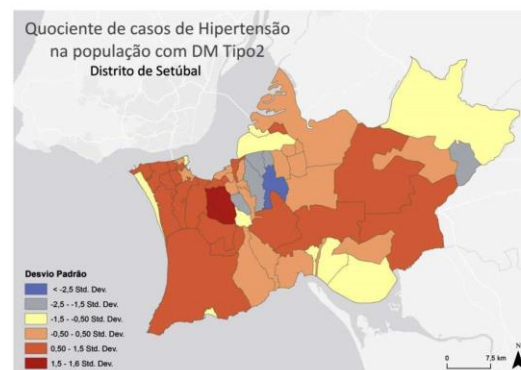 Quociente de casos de Hipertensão
na população com DM Tipo2
Distrito de Setúbal
Desvio Padrão
< -2,5 Std. Dev.
-2,5 - -1,5 Std. Dev.
-1,5 - -0,50 Std. Dev.
-0,50 - 0,50 Std. Dev.
0,50 - 1,5 Std. Dev.
1,5 - 1,6 Std. Dev.
N
0 7,5 km